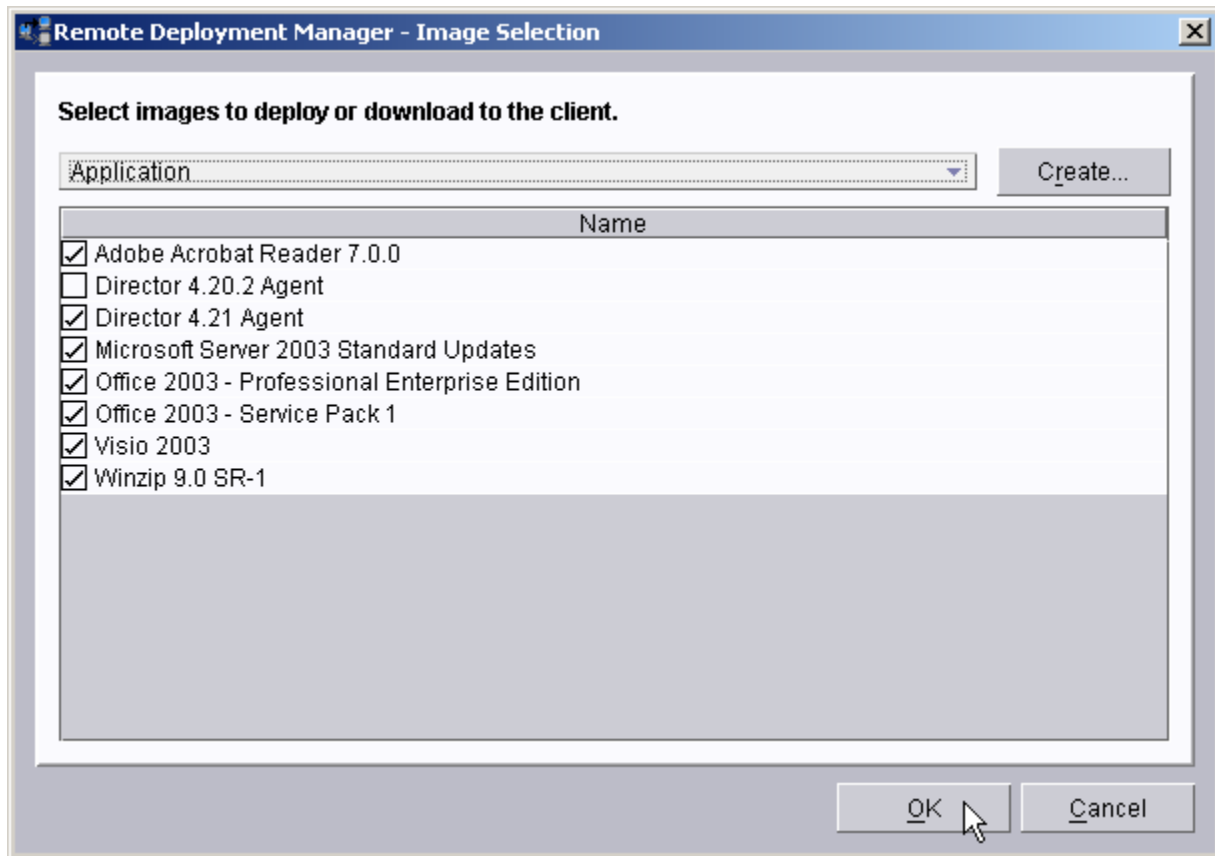 Remote Deployment Manager - Image Selection
Select images to deploy or download to the client.
Application
Create...
Name
Adobe Acrobat Reader 7.0.0
Director 4.20.2 Agent
Director 4.21 Agent
Microsoft Server 2003 Standard Updates
Office 2003 - Professional Enterprise Edition
Office 2003 - Service Pack 1
Visio 2003
Winzip 9.0 SR-1
OK
Cancel